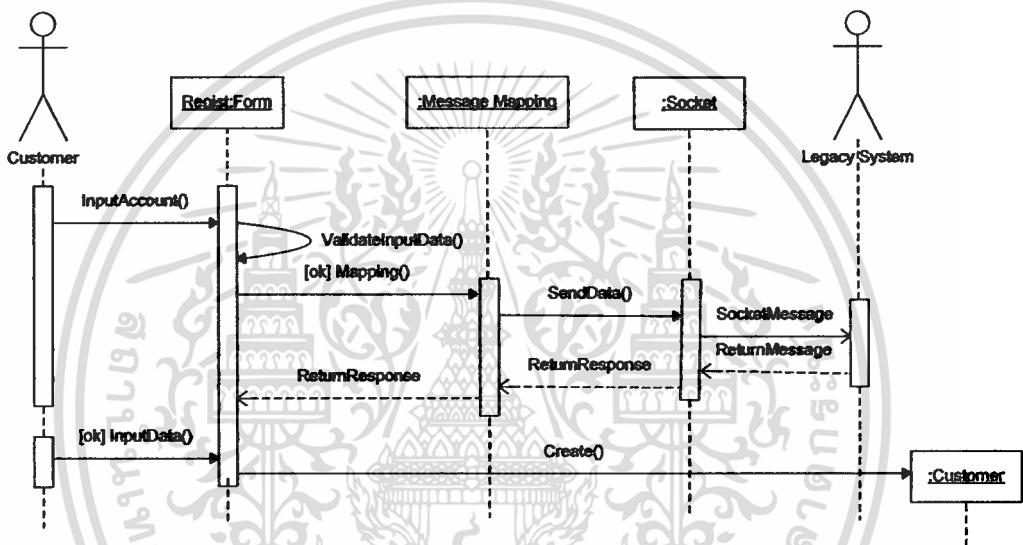 Customer
Regist:Form
:Message Mapping
:Socket
Legacy System
InputAccount()
ValidateInputData()
[ok] Mapping()
SendData()
SocketMessage
ReturnMessage
ReturnResponse
ReturnResponse
[ok] InputData()
Create()
:Customer